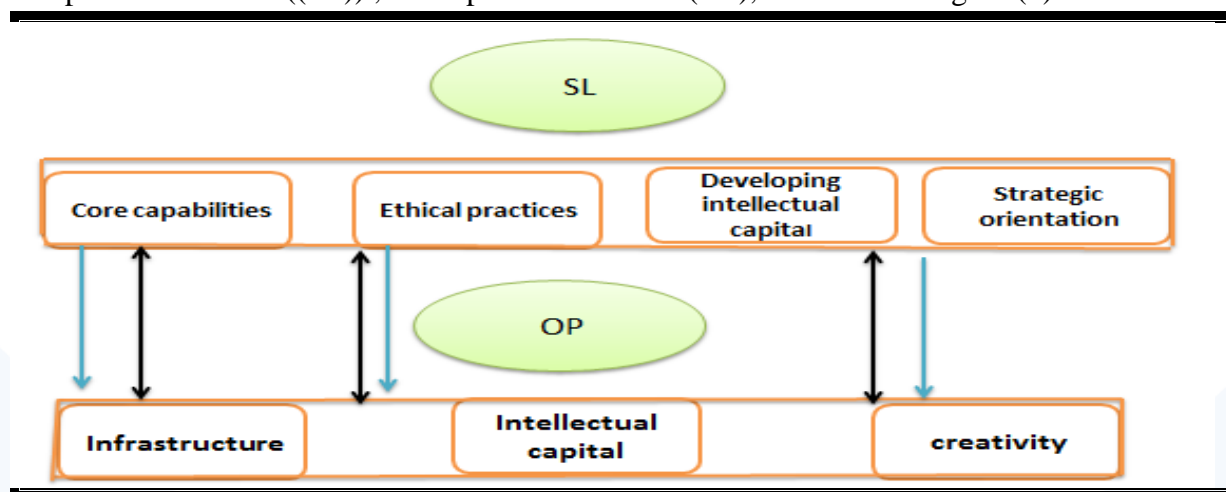 SL
Core capabilities
Ethical practices
Developing
intellectual
capital
Strategic
orientation
OP
Infrastructure
Intellectual
capital
creativity